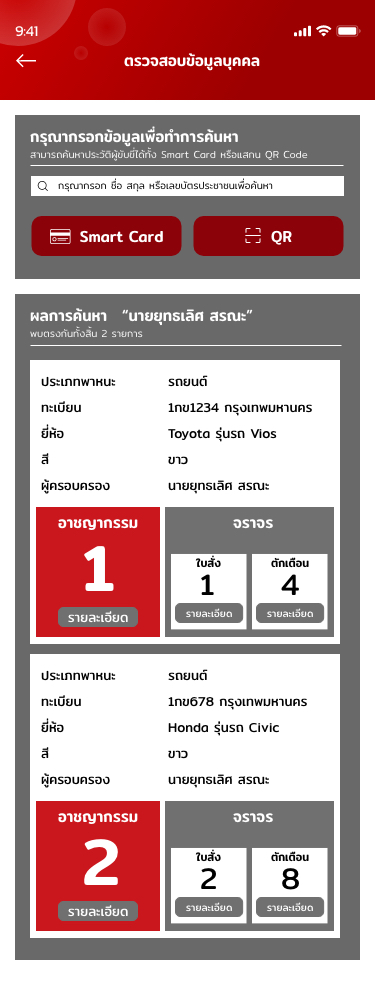 9:41
ตรวจสอบข้อมูลบุคคล
กรุณากรอกข้อมูลเพื่อทำการค้นหา
สามารถค้นหาประวัติผู้ขับขี่ได้ทั้ง Smart Card หรือแสกน QR Code
กรุณากรอก ชื่อ สกุล หรือเลขบัตรประชาชนเพื่อค้นหา
Smart Card QR
ผลการค้นหา “นายยุทธเลิศ สรณะ”
พบตรงกันทั้งสิ้น 2 รายการ
ประเภทพาหนะ รถยนต์
ทะเบียน 1กข1234 กรุงเทพมหานคร
ยี่ห้อ Toyota รุ่นรถ Vios
สี ขาว
ผู้ครอบครอง นายยุทธเลิศ สรณะ
อาชญากรรม จราจร
ใบสั่ง ตักเตือน
1 1 4
รายละเอียด รายละเอียด รายละเอียด
ประเภทพาหนะ รถยนต์
ทะเบียน 1กข678 กรุงเทพมหานคร
ยี่ห้อ Honda รุ่นรถ Civic
สี ขาว
ผู้ครอบครอง นายยุทธเลิศ สรณะ
อาชญากรรม จราจร
ใบสั่ง ตักเตือน
2 2 8
รายละเอียด รายละเอียด รายละเอียด